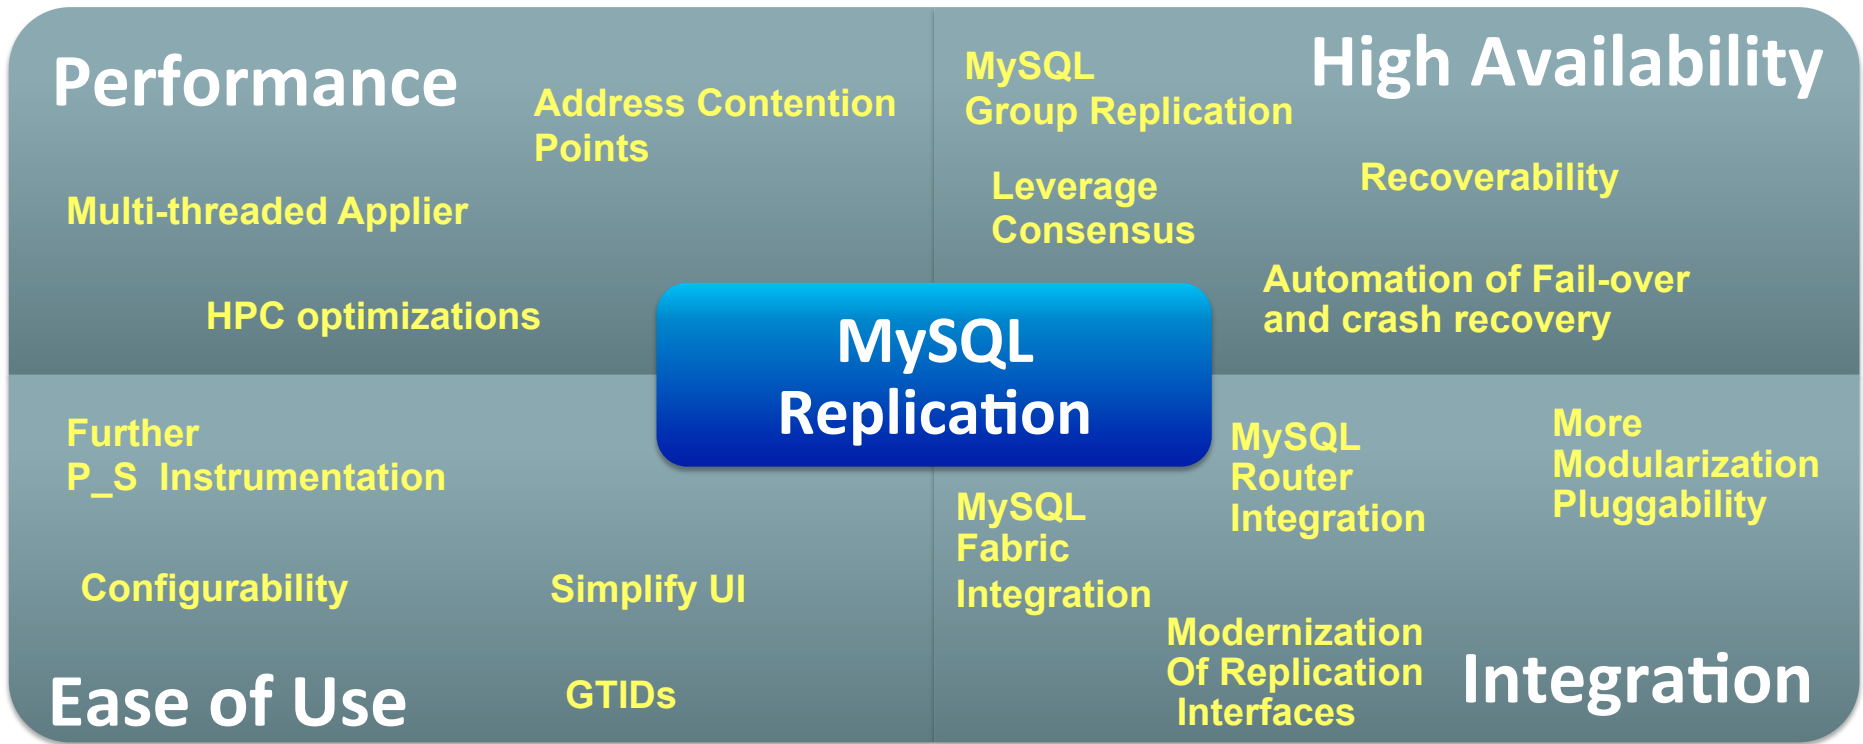 Performance
Address Contention
Points
Multi-threaded Applier
HPC optimizations
High Availability
MySQL
Group Replication
Leverage
Consensus
Recoverability
Automation of Fail-over
and crash recovery
MySQL
Replication
Further
P_S  Instrumentation
Configurability
Simplify UI
GTIDs
Ease of Use
MySQL
Fabric
Integration
MySQL
Router
Integration
More
Modularization
Pluggability
Modernization
Of Replication
Interfaces
Integration